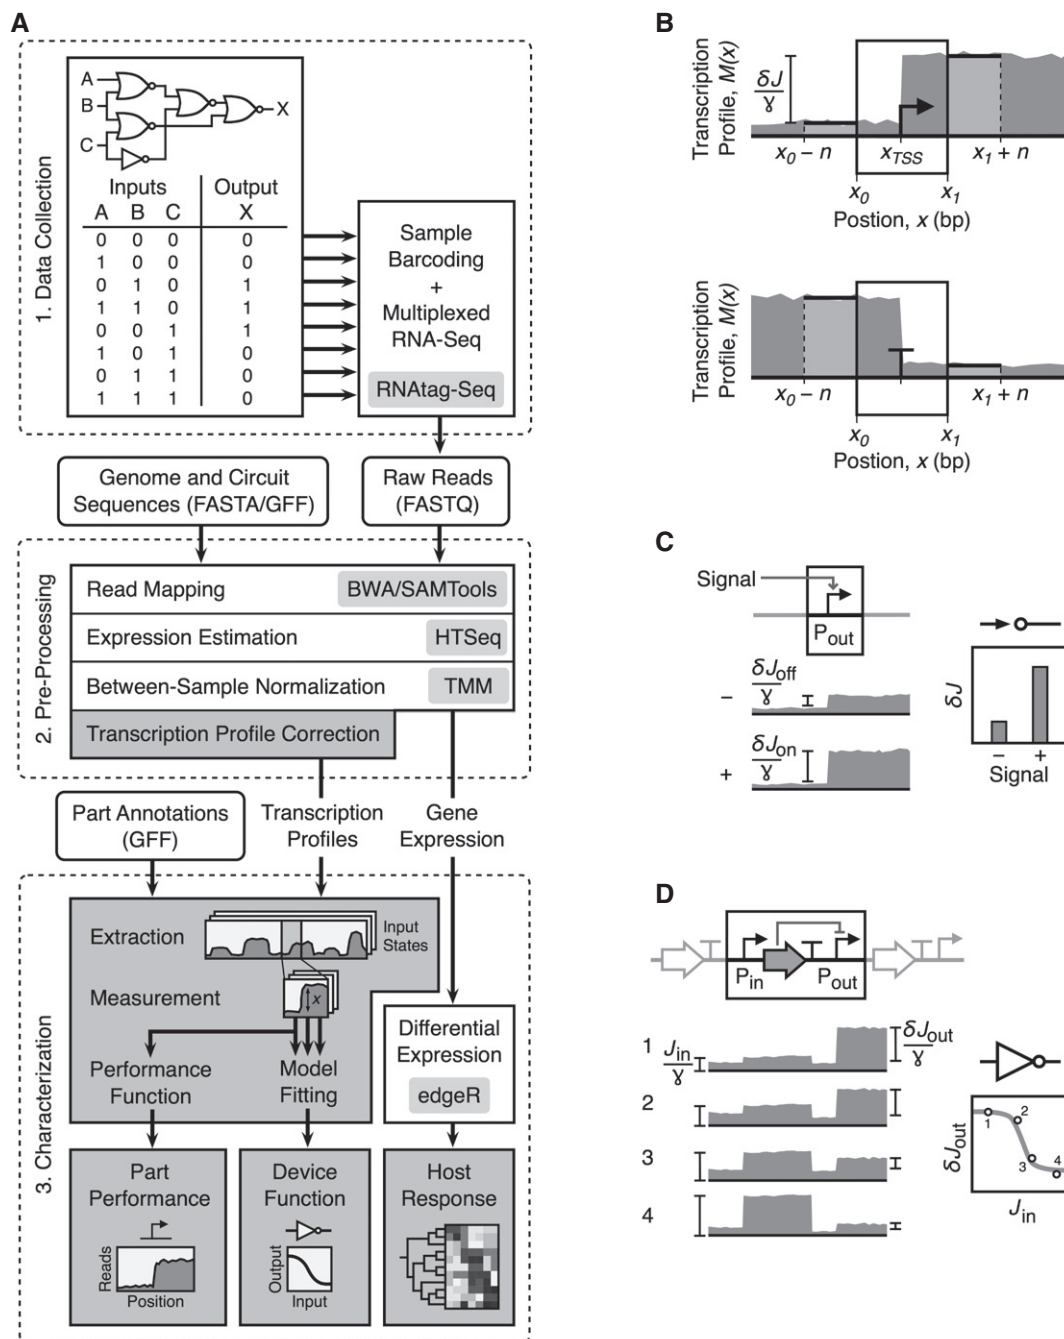 A
1. Data Collection
A
B
C
X
Inputs Output
A B C X
0 0 0 0
1 0 0 0
0 1 0 1
1 1 0 1
0 0 1 1
1 0 1 0
0 1 1 0
1 1 1 0
Sample
Barcoding
+
Multiplexed
RNA-Seq
RNAtag-Seq
Genome and Circuit
Sequences (FASTA/GFF)
Raw Reads
(FASTQ)
2. Pre-Processing
Read Mapping BWA/SAMTools
Expression Estimation HTSeq
Between-Sample Normalization TMM
Transcription Profile Correction
Part Annotations
(GFF)
Transcription
Profiles
Gene
Expression
3. Characterization
Extraction
Input
States
Measurement
x
Performance
Function
Model
Fitting
Differential
Expression
edgeR
Part
Performance
Reads
Position
Device
Function
Output
Input
Host
Response
B
Transcription
Profile, M(x)
δJ
γ
x0 – n
xTSS
x1 + n
x0
x1
Postion, x (bp)
Transcription
Profile, M(x)
x0 – n
x1 + n
x0
x1
Postion, x (bp)
C
Signal
Pout
–
δJoff
γ
+
δJon
γ
δJ
– +
Signal
D
Pin
Pout
1
Jin
γ
δJout
γ
2
3
4
δJout
1
2
3
4
Jin